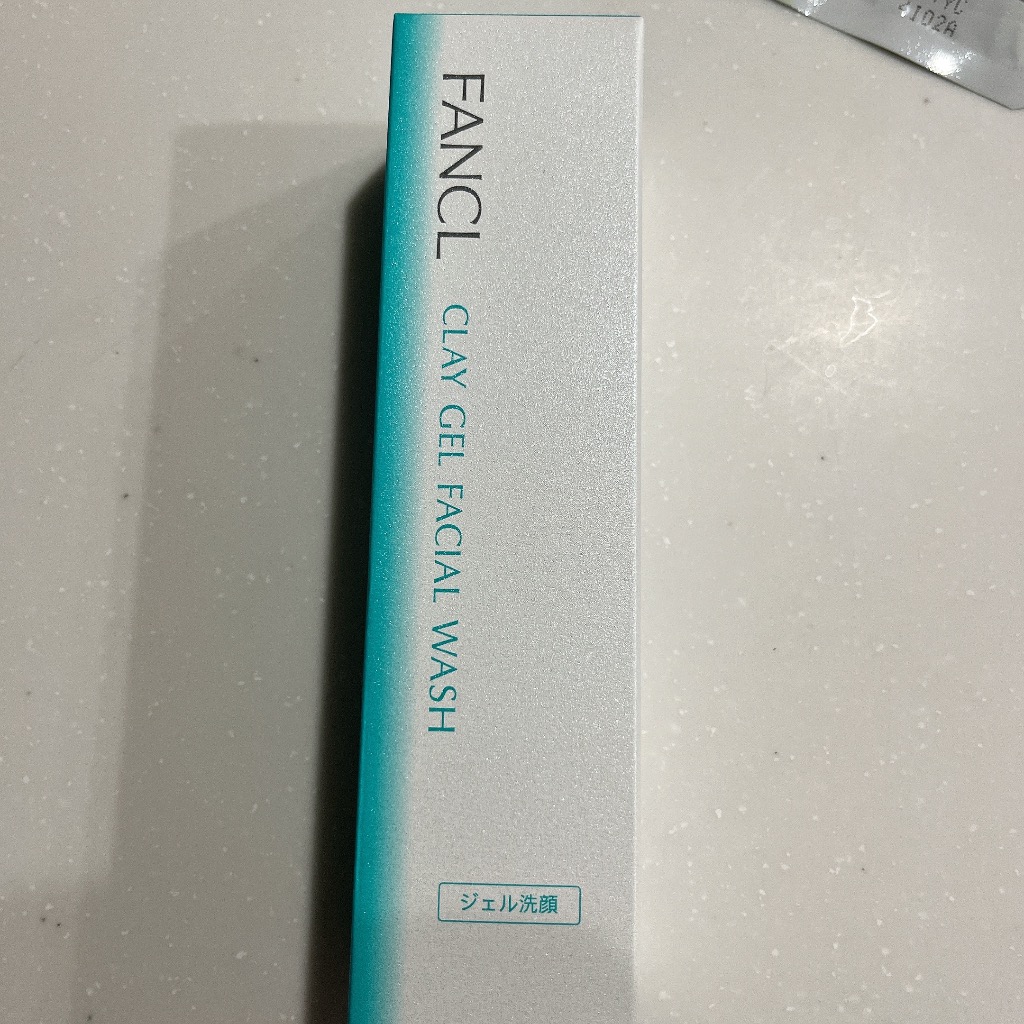 FANCL
CLAY GEL FACIAL WASH
ジェル洗顔